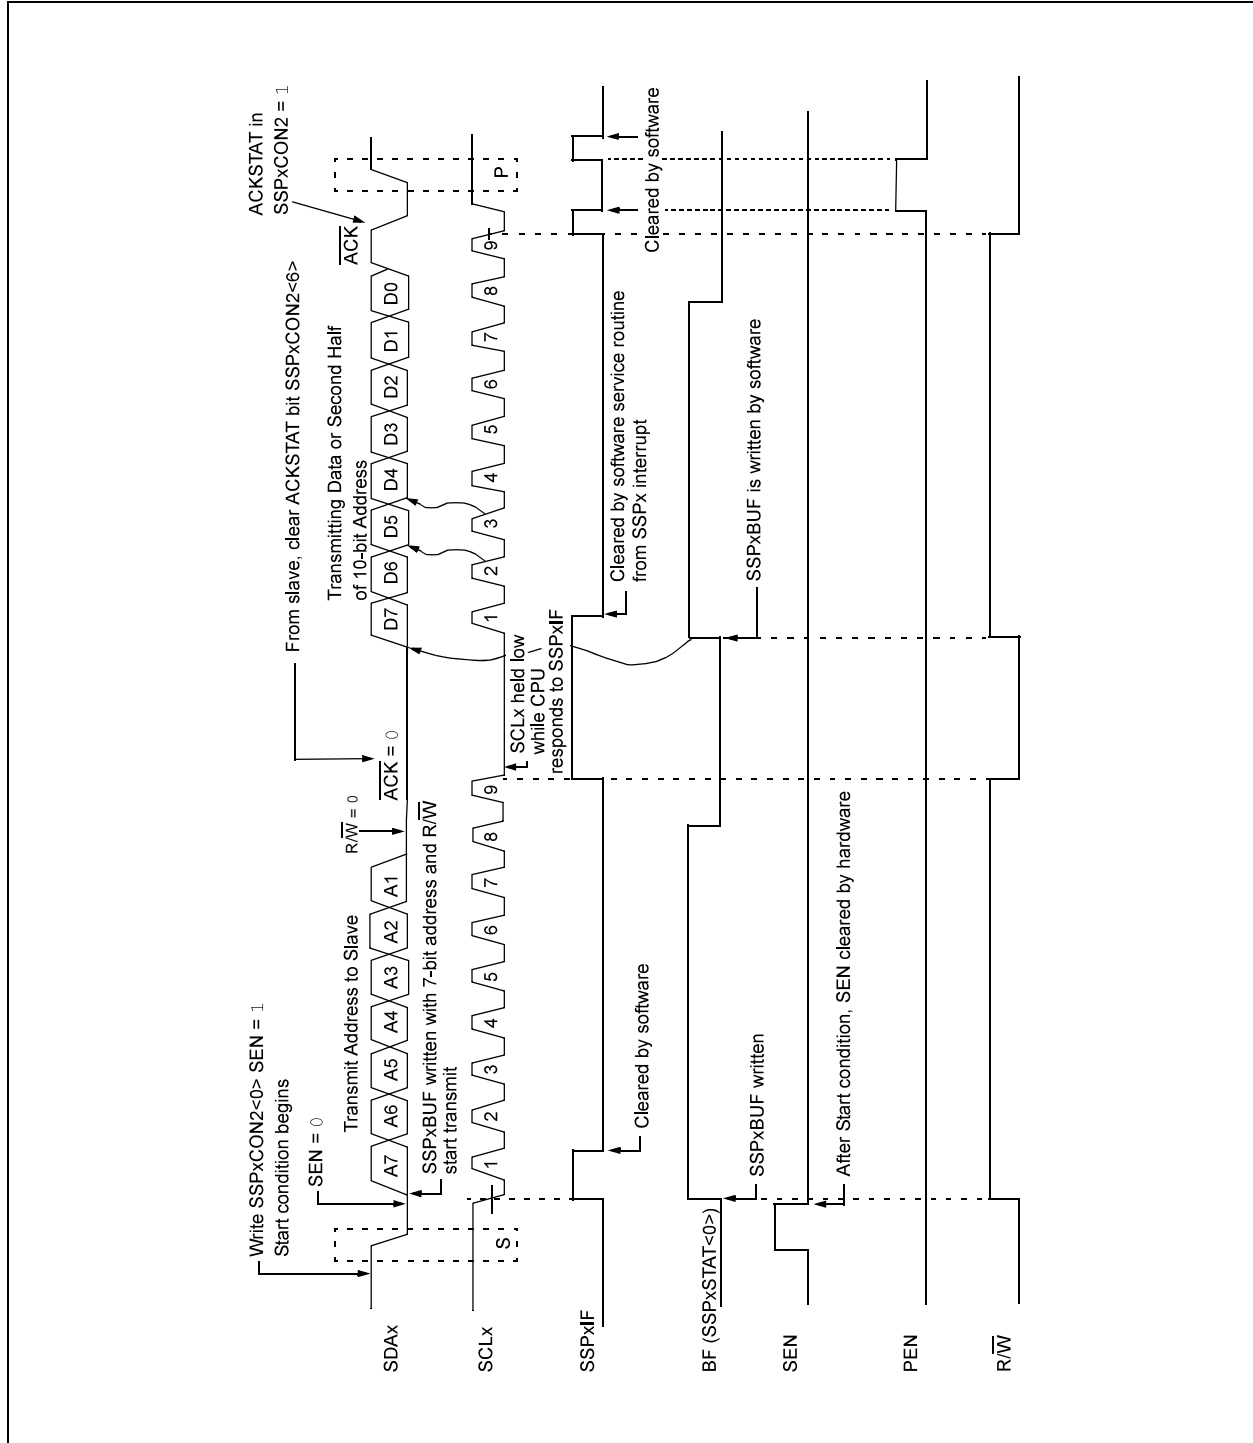 Write SSPxCON2<0> SEN = 1
Start condition begins
SEN = 0
From slave, clear ACKSTAT bit SSPxCON2<6>
ACKSTAT in
SSPxCON2 = 1
Transmit Address to Slave
R/W = 0
ACK = 0
Transmitting Data or Second Half
of 10-bit Address
ACK
SDAx
A7 A6 A5 A4 A3 A2 A1
D7 D6 D5 D4 D3 D2 D1 D0
SSPxBUF written with 7-bit address and R/W
start transmit
SCLx
S
1 2 3 4 5 6 7 8 9
1 2 3 4 5 6 7 8 9
P
SCLx held low
while CPU
responds to SSPxIF
SSPxIF
Cleared by software
Cleared by software service routine
from SSPx interrupt
Cleared by software
BF (SSPxSTAT<0>)
SSPxBUF written
SSPxBUF is written by software
SEN
After Start condition, SEN cleared by hardware
PEN
R/W